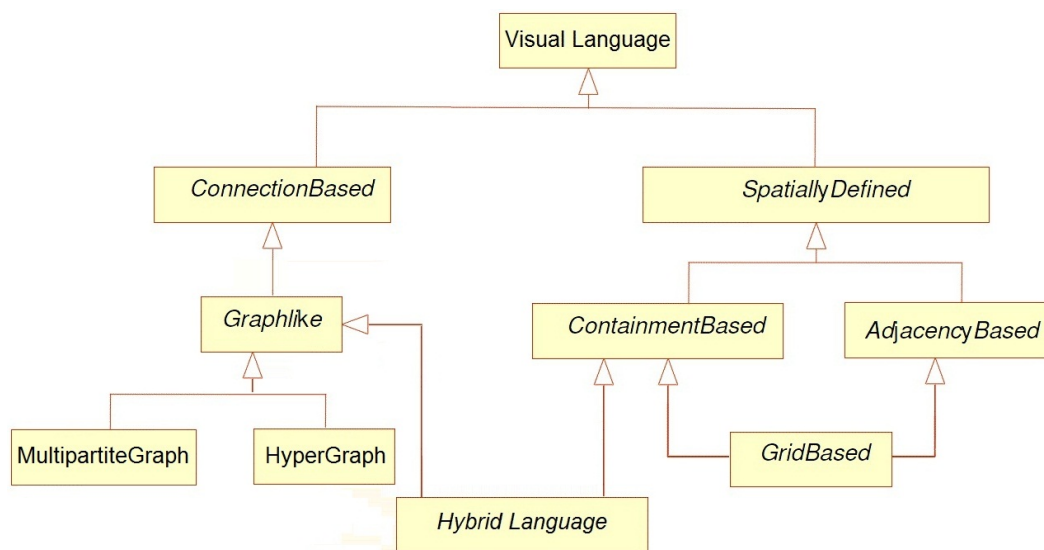 Visual Language
ConnectionBased
SpatiallyDefined
Graphlike
ContainmentBased
AdjacencyBased
MultipartiteGraph
HyperGraph
GridBased
Hybrid Language